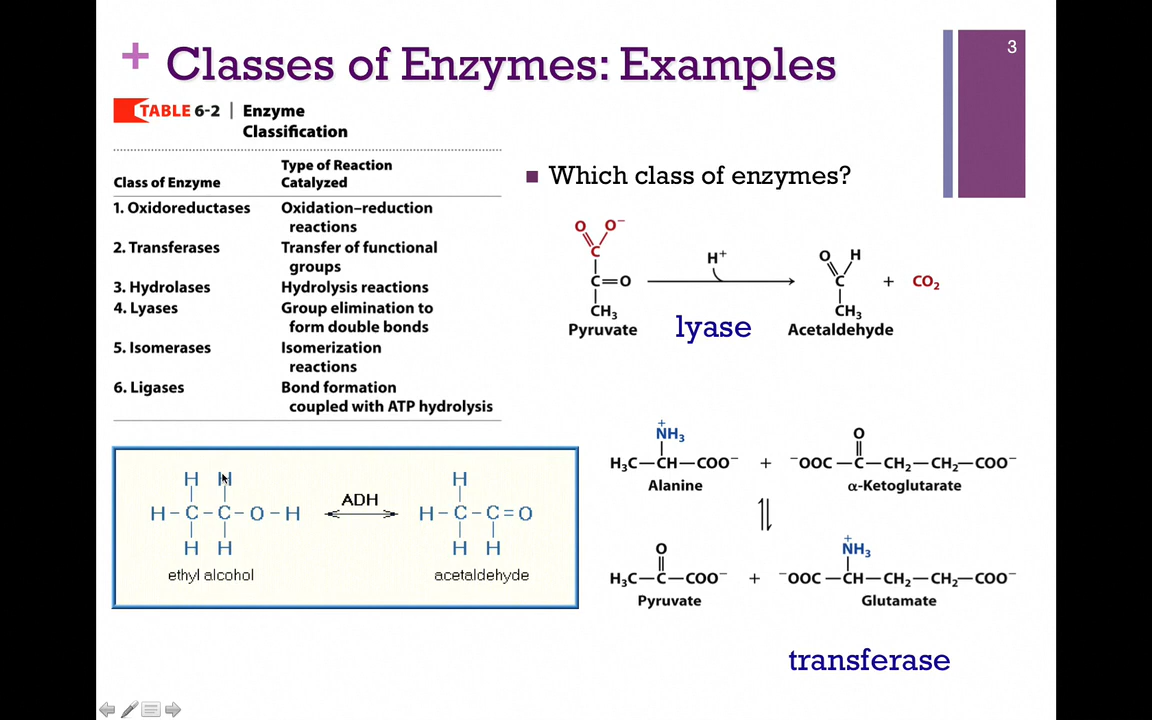 + Classes of Enzymes: Examples
3
TABLE 6-2 | Enzyme
Classification
Type of Reaction
Class of Enzyme Catalyzed
1. Oxidoreductases Oxidation–reduction
reactions
2. Transferases Transfer of functional
groups
3. Hydrolases Hydrolysis reactions
4. Lyases Group elimination to
form double bonds
5. Isomerases Isomerization
reactions
6. Ligases Bond formation
coupled with ATP hydrolysis
■ Which class of enzymes?
O O⁻
C
C=O
CH₃
Pyruvate
H⁺
lyase
O H
C
CH₃
Acetaldehyde
+ CO₂
H H
H–C–C–O–H
H H
ethyl alcohol
ADH
H
H–C–C=O
H H
acetaldehyde
+
NH₃
H₃C—CH—COO⁻
Alanine
+
O
⁻OOC—C—CH₂—CH₂—COO⁻
α-Ketoglutarate
O
H₃C—C—COO⁻
Pyruvate
+
+
NH₃
⁻OOC—CH—CH₂—CH₂—COO⁻
Glutamate
transferase